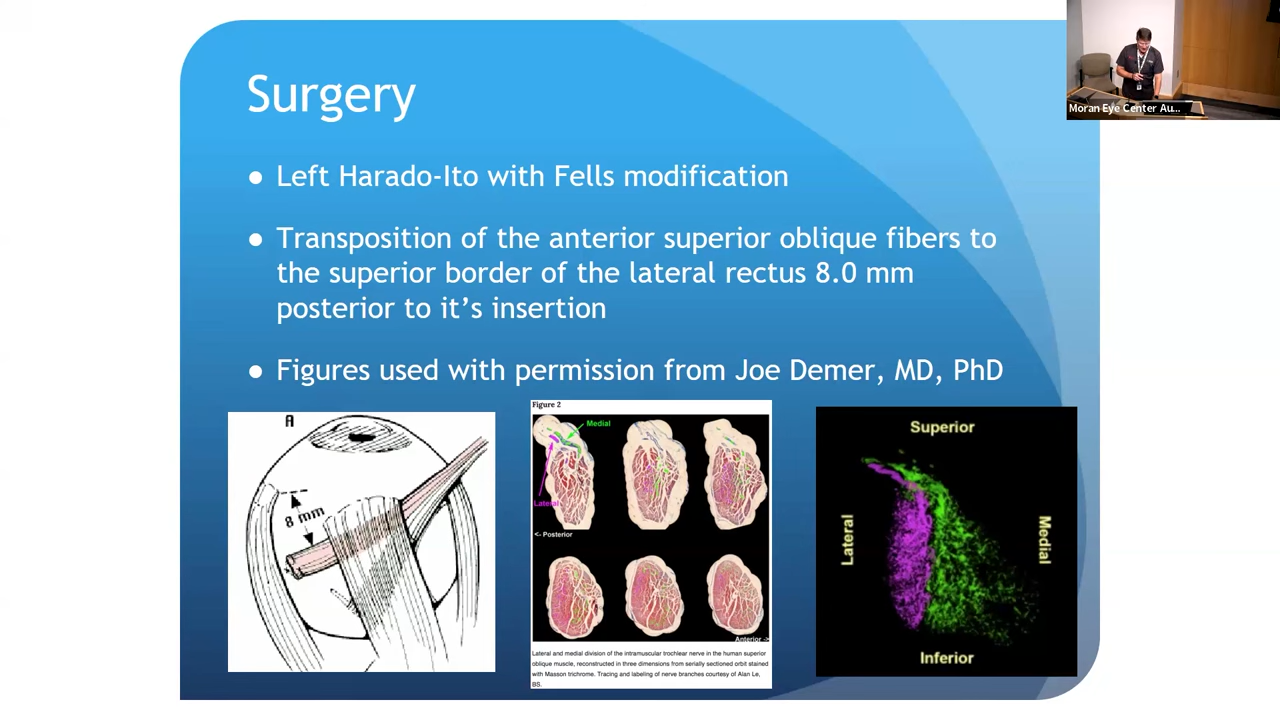 Surgery
Moran Eye Center Au...
● Left Harado-Ito with Fells modification
● Transposition of the anterior superior oblique fibers to
the superior border of the lateral rectus 8.0 mm
posterior to it’s insertion
● Figures used with permission from Joe Demer, MD, PhD
A
8 mm
Figure 2
Medial
Lateral
<- Posterior
Anterior ->
Lateral and medial division of the intramuscular trochlear nerve in the human superior
oblique muscle, reconstructed in three dimensions from serially sectioned orbit stained
with Masson trichrome. Tracing and labeling of nerve branches courtesy of Alan Le,
BS.
Superior
Lateral
Medial
Inferior